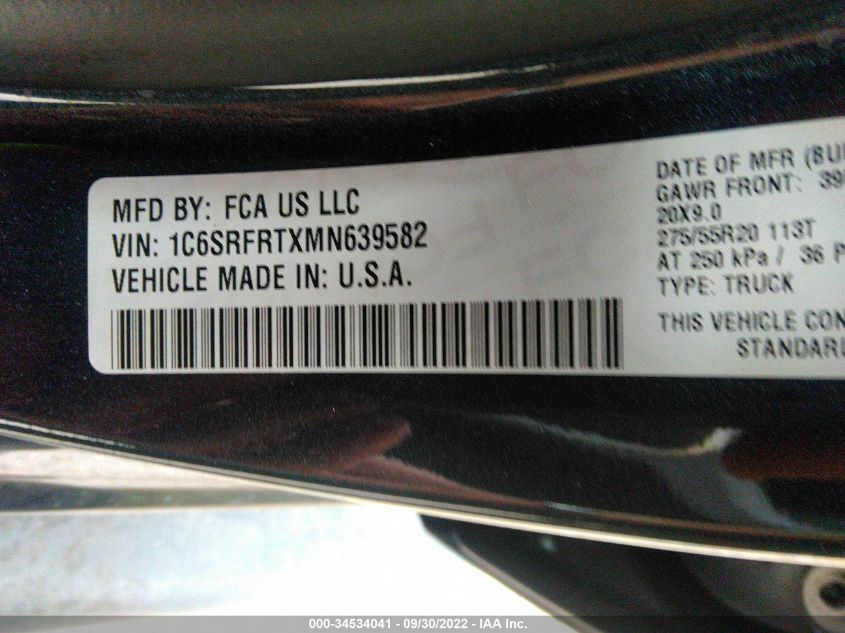 MFD BY: FCA US LLC
VIN: 1C6SRFRTXMN639582
VEHICLE MADE IN: U.S.A.
DATE OF MFR
GAWR FRONT:
20X9.0
275/55R20 113T
AT 250 kPa / 36
TYPE: TRUCK
THIS VEHICLE
000-34534041 - 09/30/2022 - IAA Inc.